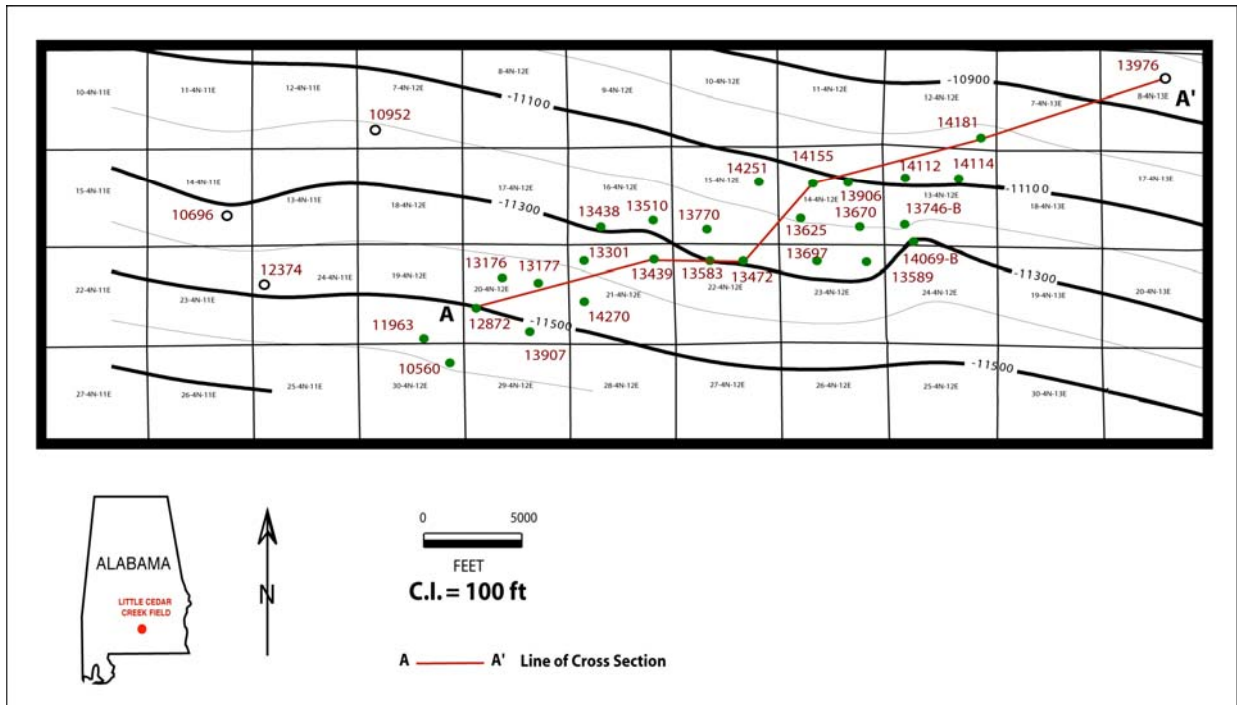 8-4N-12E
10-4N-11E
11-4N-11E
12-4N-11E
7-4N-12E
9-4N-12E
10-4N-12E
11-4N-12E
12-4N-12E
7-4N-13E
8-4N-13E
13976
A'
-10900
-11100
10952
14181
14155
14251
14112
14114
15-4N-11E
14-4N-11E
13-4N-11E
18-4N-12E
17-4N-12E
16-4N-12E
15-4N-12E
14-4N-12E
13-4N-12E
18-4N-13E
17-4N-13E
-11100
10696
-11300
13438
13510
13770
13906
13625
13670
13746-B
12374
13176
13177
13301
13439
13583
13472
13697
13589
14069-B
-11300
22-4N-11E
23-4N-11E
24-4N-11E
19-4N-12E
20-4N-12E
21-4N-12E
22-4N-12E
23-4N-12E
24-4N-12E
19-4N-13E
20-4N-13E
A
12872
-11500
14270
11963
13907
10560
-11500
27-4N-11E
26-4N-11E
25-4N-11E
30-4N-12E
29-4N-12E
28-4N-12E
27-4N-12E
26-4N-12E
25-4N-12E
30-4N-13E
ALABAMA
LITTLE CEDAR
CREEK FIELD
N
0 5000
FEET
C.I. = 100 ft
A A' Line of Cross Section